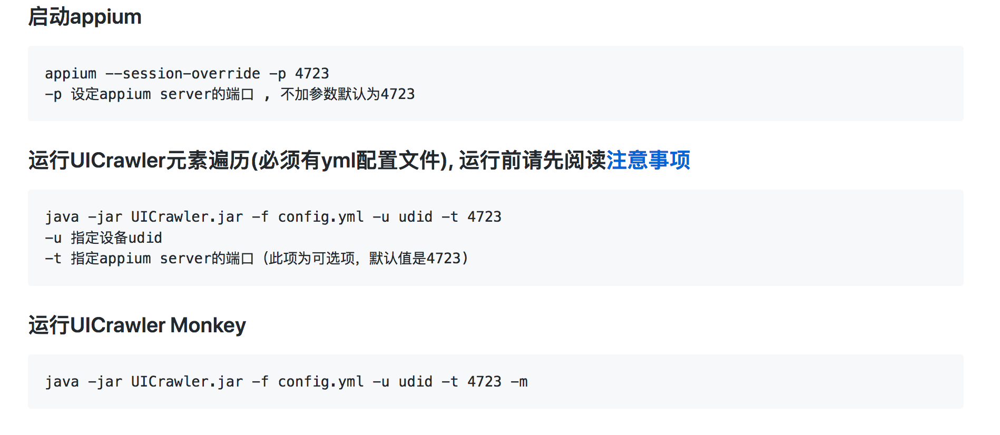 启动appium
appium --session-override -p 4723
-p 设定appium server的端口 , 不加参数默认为4723
运行UICrawler元素遍历(必须有yml配置文件), 运行前请先阅读注意事项
java -jar UICrawler.jar -f config.yml -u udid -t 4723
-u 指定设备udid
-t 指定appium server的端口（此项为可选项，默认值是4723）
运行UICrawler Monkey
java -jar UICrawler.jar -f config.yml -u udid -t 4723 -m